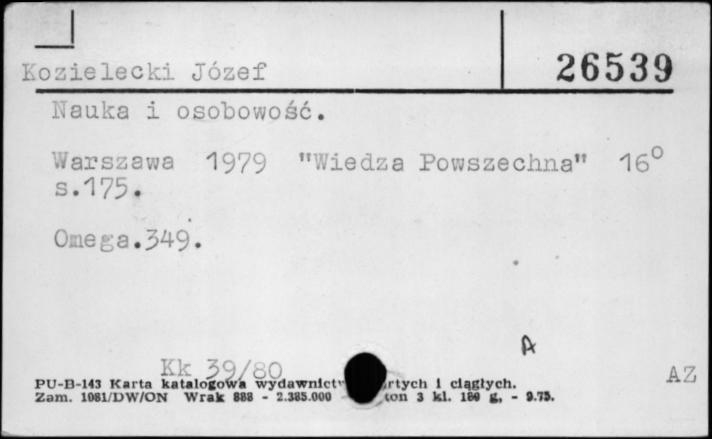 Kozielecki Józef 26539
Nauka i osobowość.
Warszawa 1979 "Wiedza Powszechna" 16°
s.175.
Omega.349.
A
Kk 39/80
AZ
PU-B-143 Karta katalogowa wydawnict rtych i ciągłych.
Zam. 1081/DW/ON Wrak 888 - 2.385.000 ton 3 kl. 180 g. - 9.75.